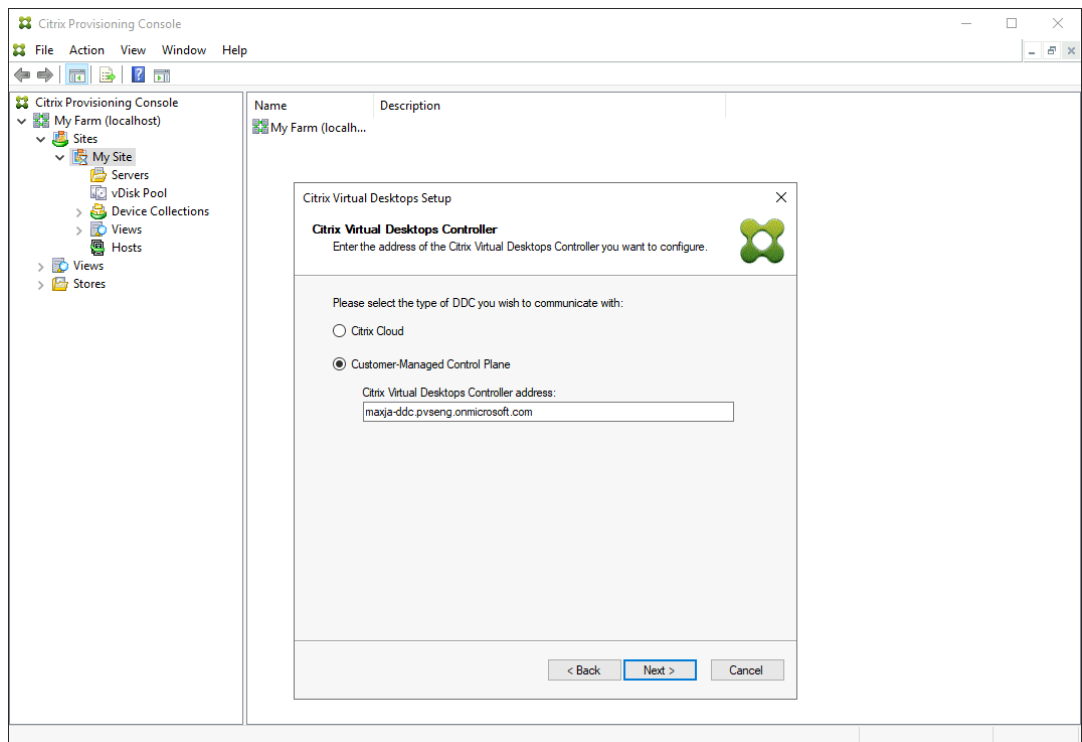 Citrix Provisioning Console
File Action View Window Help
Citrix Provisioning Console
My Farm (localhost)
Sites
My Site
Servers
vDisk Pool
Device Collections
Views
Hosts
Views
Stores
Name Description
My Farm (localh...
Citrix Virtual Desktops Setup
Citrix Virtual Desktops Controller
Enter the address of the Citrix Virtual Desktops Controller you want to configure.
Please select the type of DDC you wish to communicate with:
Citrix Cloud
Customer-Managed Control Plane
Citrix Virtual Desktops Controller address:
maxja-ddc.pvseng.onmicrosoft.com
< Back Next > Cancel